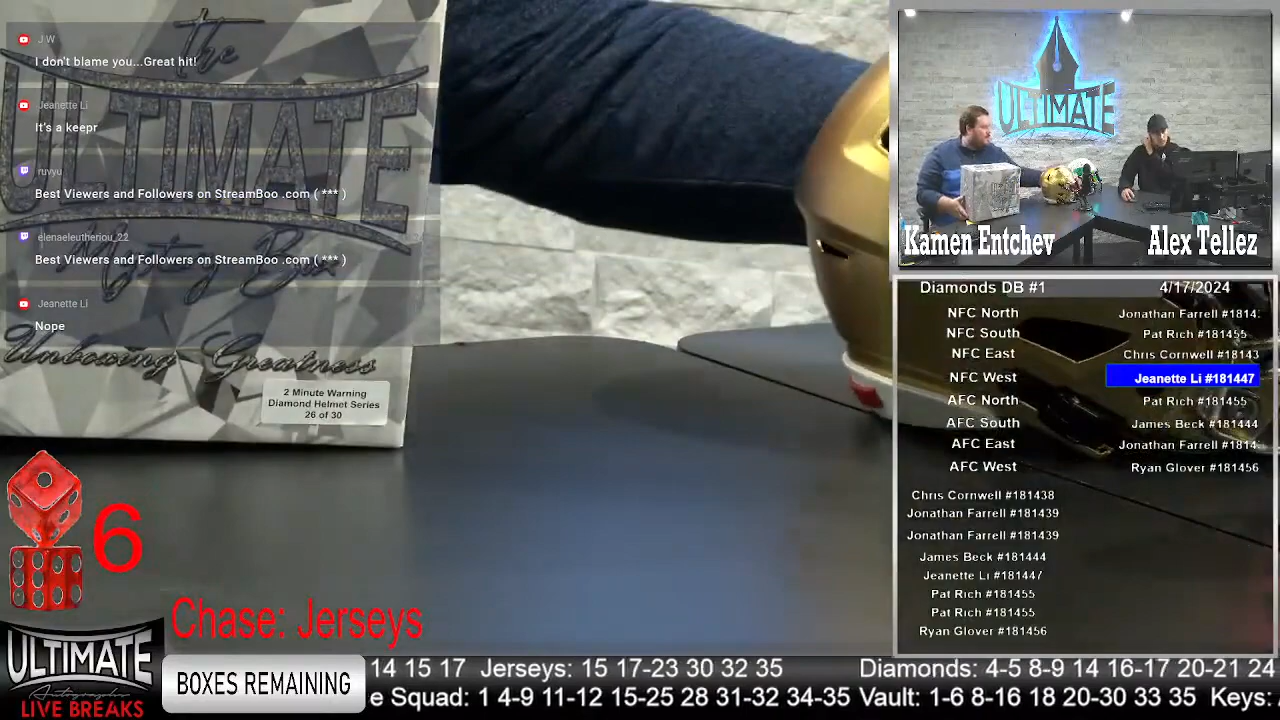 J W
I don't blame you...Great hit!
Jeanette Li
It's a keepr
ruvyu
Best Viewers and Followers on StreamBoo .com ( *** )
elenaeleutheriou_22
Best Viewers and Followers on StreamBoo .com ( *** )
Jeanette Li
Nope
the
ULTIMATE
Mystery Box
Unboxing Greatness
2 Minute Warning
Diamond Helmet Series
26 of 30
6
Chase: Jerseys
ULTIMATE
Autographs
LIVE BREAKS
BOXES REMAINING
14 15 17 Jerseys: 15 17-23 30 32 35 Diamonds: 4-5 8-9 14 16-17 20-21 24
e Squad: 1 4-9 11-12 15-25 28 31-32 34-35 Vault: 1-6 8-16 18 20-30 33 35 Keys:
ULTIMATE
Kamen Entchev Alex Tellez
Diamonds DB #1 4/17/2024
NFC North Jonathan Farrell #1814
NFC South Pat Rich #181455
NFC East Chris Cornwell #18143
NFC West Jeanette Li #181447
AFC North Pat Rich #181455
AFC South James Beck #181444
AFC East Jonathan Farrell #1814
AFC West Ryan Glover #181456
Chris Cornwell #181438
Jonathan Farrell #181439
Jonathan Farrell #181439
James Beck #181444
Jeanette Li #181447
Pat Rich #181455
Pat Rich #181455
Ryan Glover #181456